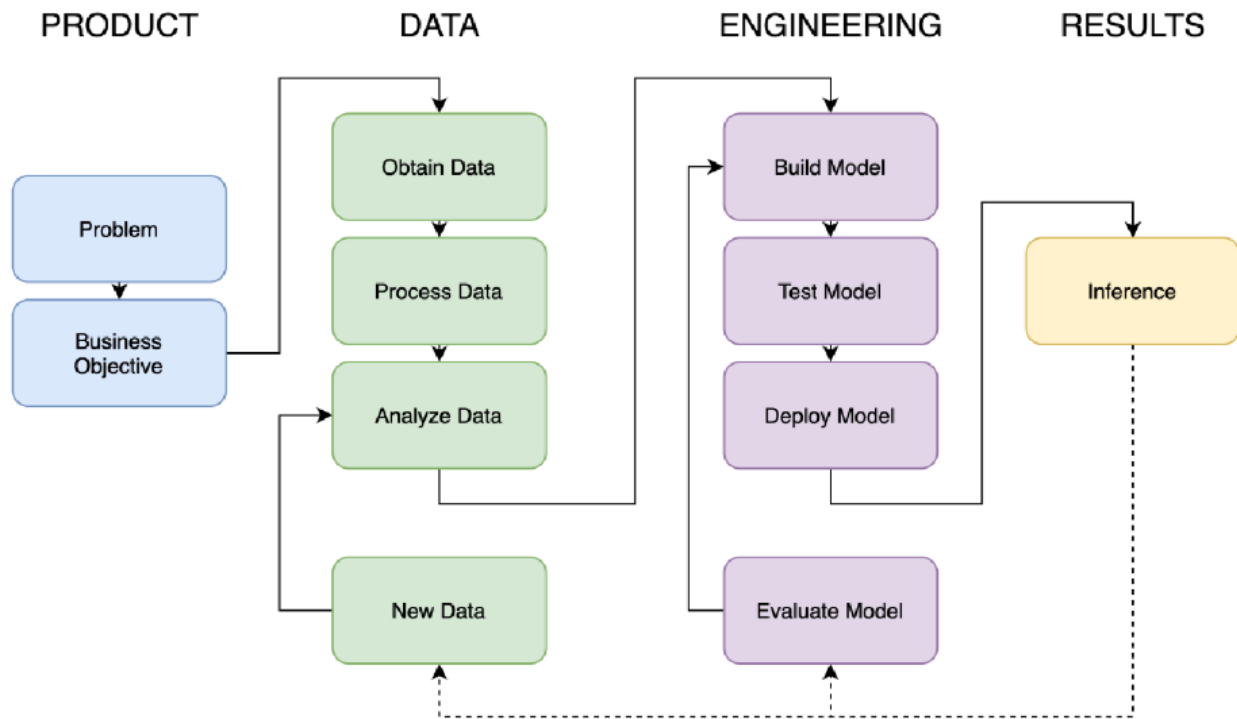 PRODUCT
DATA
ENGINEERING
RESULTS
Problem
Business
Objective
Obtain Data
Process Data
Analyze Data
New Data
Build Model
Test Model
Deploy Model
Evaluate Model
Inference